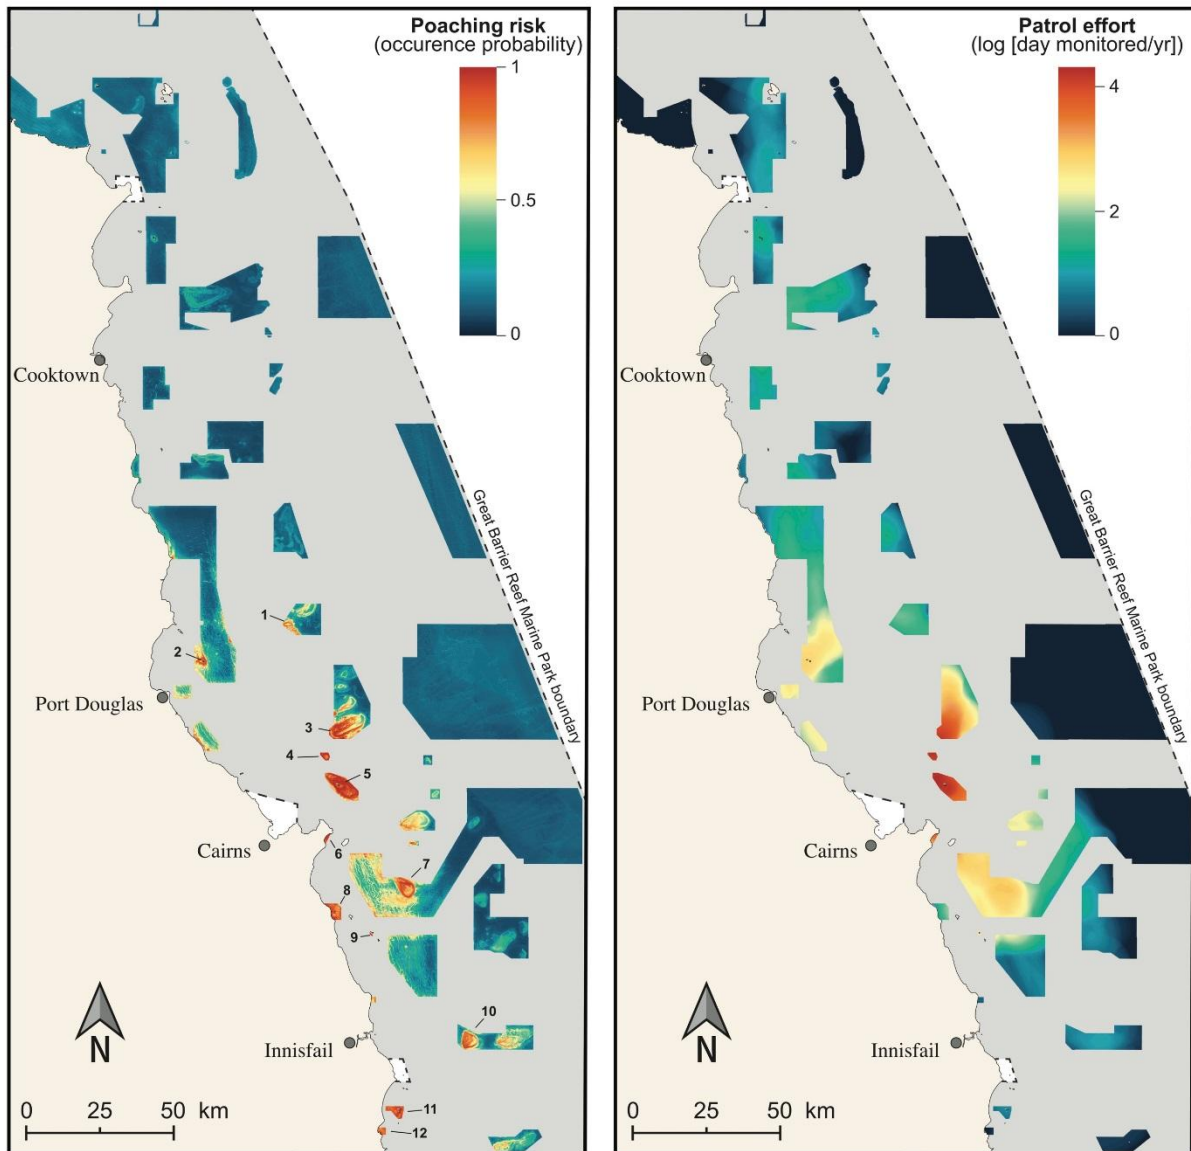 Poaching risk
(occurence probability)
1
0.5
0
Cooktown
Great Barrier Reef Marine Park boundary
1
2
Port Douglas
3
4
5
Cairns
6
7
8
9
10
Innisfail
N
0 25 50 km
11
12
Patrol effort
(log [day monitored/yr])
4
2
0
Cooktown
Great Barrier Reef Marine Park boundary
Port Douglas
Cairns
Innisfail
N
0 25 50 km